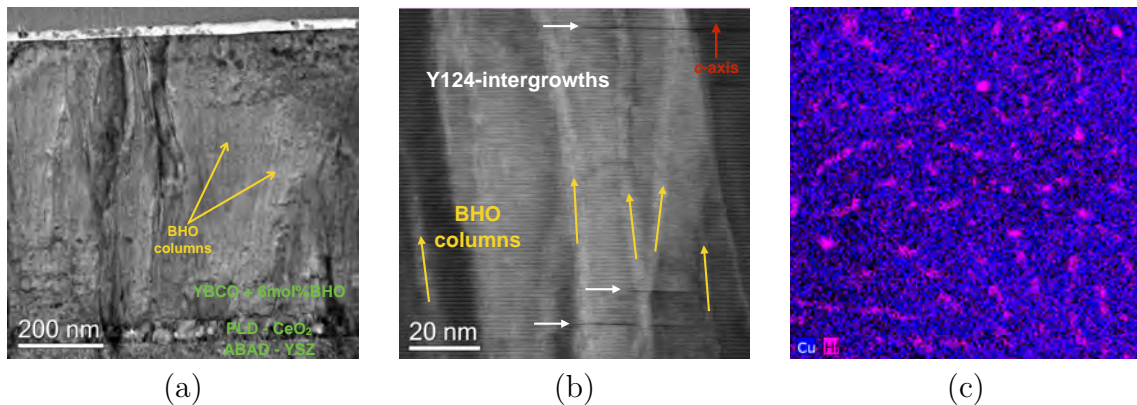 BHO
columns
YBCO + 6mol%BHO
200 nm
PLD - CeO₂
ABAD - YSZ
(a)
c-axis
Y124-intergrowths
BHO
columns
20 nm
(b)
Cu Hf
(c)